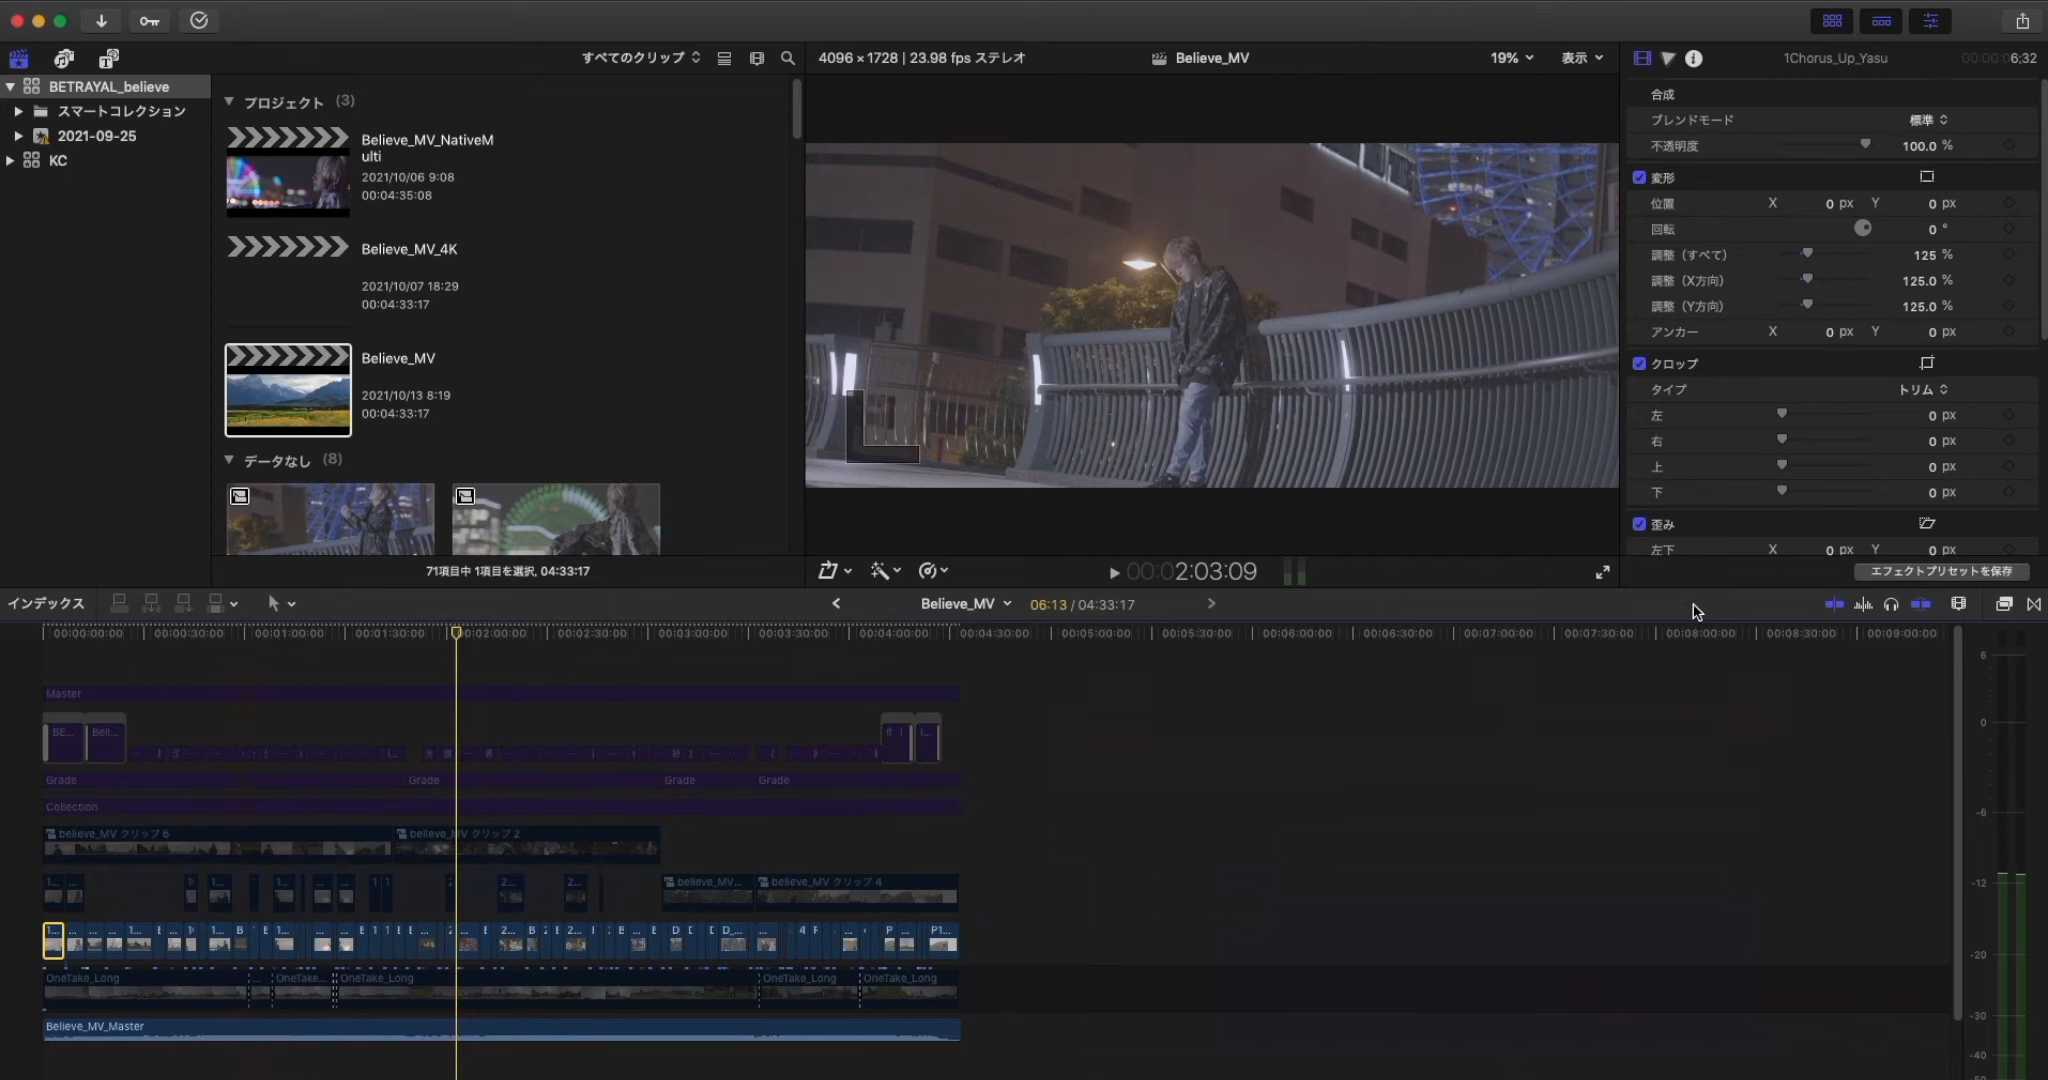 すべてのクリップ
4096 × 1728 | 23.98 fps ステレオ
Believe_MV
19%
表示
1Chorus_Up_Yasu
00:00:06:32
BETRAYAL_believe
スマートコレクション
2021-09-25
KC
プロジェクト (3)
Believe_MV_NativeM
ulti
2021/10/06 9:08
00:04:35:08
Believe_MV_4K
2021/10/07 18:29
00:04:33:17
Believe_MV
2021/10/13 8:19
00:04:33:17
データなし (8)
71項目中 1項目を選択, 04:33:17
00:02:03:09
合成
ブレンドモード 標準
不透明度 100.0 %
変形
位置 X 0 px Y 0 px
回転 0 °
調整 (すべて) 125 %
調整 (X方向) 125.0 %
調整 (Y方向) 125.0 %
アンカー X 0 px Y 0 px
クロップ
タイプ トリム
左 0 px
右 0 px
上 0 px
下 0 px
歪み
左下 X 0 px Y 0 px
エフェクトプリセットを保存
インデックス
Believe_MV
06:13 / 04:33:17
00:00:00:00 00:00:30:00 00:01:00:00 00:01:30:00 00:02:00:00 00:02:30:00 00:03:00:00 00:03:30:00 00:04:00:00 00:04:30:00 00:05:00:00 00:05:30:00 00:06:00:00 00:06:30:00 00:07:00:00 00:07:30:00 00:08:00:00 00:08:30:00 00:09:00:00
Master
BE... Beli...
Grade Grade Grade Grade
Collection
believe_MV クリップ 6 believe_MV クリップ 2
believe_MV... believe_MV クリップ 4
OneTake_Long OneTake... OneTake_Long OneTake_Long OneTake_Long
Believe_MV_Master
6
0
-6
-12
-20
-30
-40